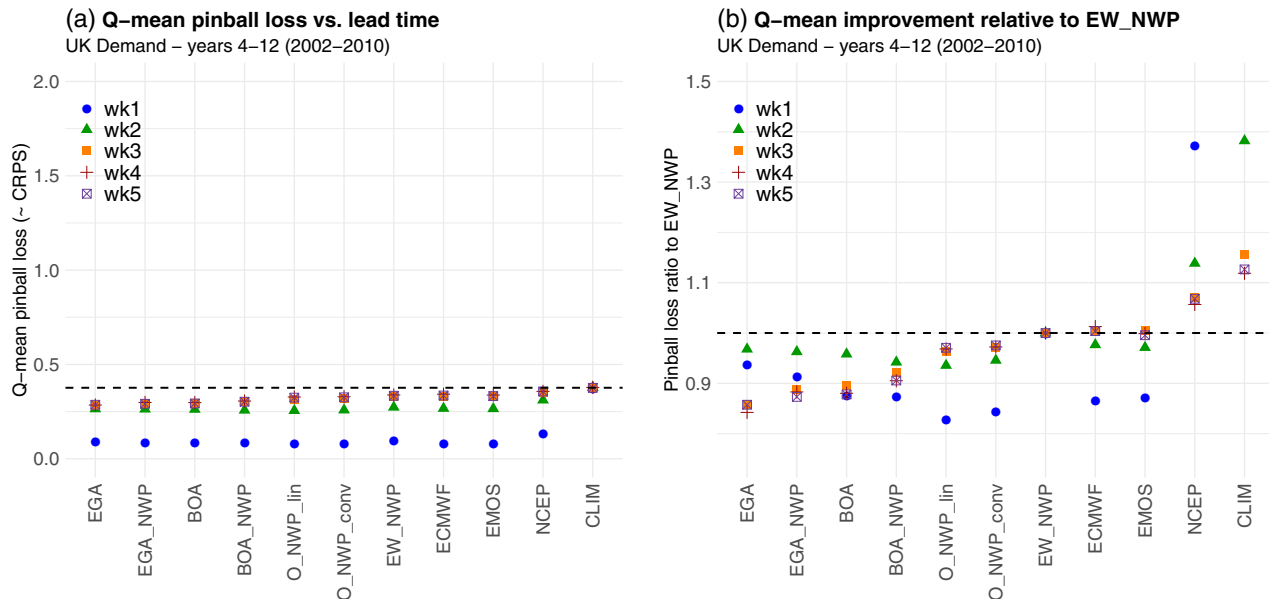 (a) Q−mean pinball loss vs. lead time
UK Demand − years 4−12 (2002−2010)
Q−mean pinball loss (~ CRPS)
2.0
1.5
1.0
0.5
0.0
wk1
wk2
wk3
wk4
wk5
EGA
EGA_NWP
BOA
BOA_NWP
O_NWP_lin
O_NWP_conv
EW_NWP
ECMWF
EMOS
NCEP
CLIM
(b) Q−mean improvement relative to EW_NWP
UK Demand − years 4−12 (2002−2010)
Pinball loss ratio to EW_NWP
1.5
1.3
1.1
0.9
wk1
wk2
wk3
wk4
wk5
EGA
EGA_NWP
BOA
BOA_NWP
O_NWP_lin
O_NWP_conv
EW_NWP
ECMWF
EMOS
NCEP
CLIM